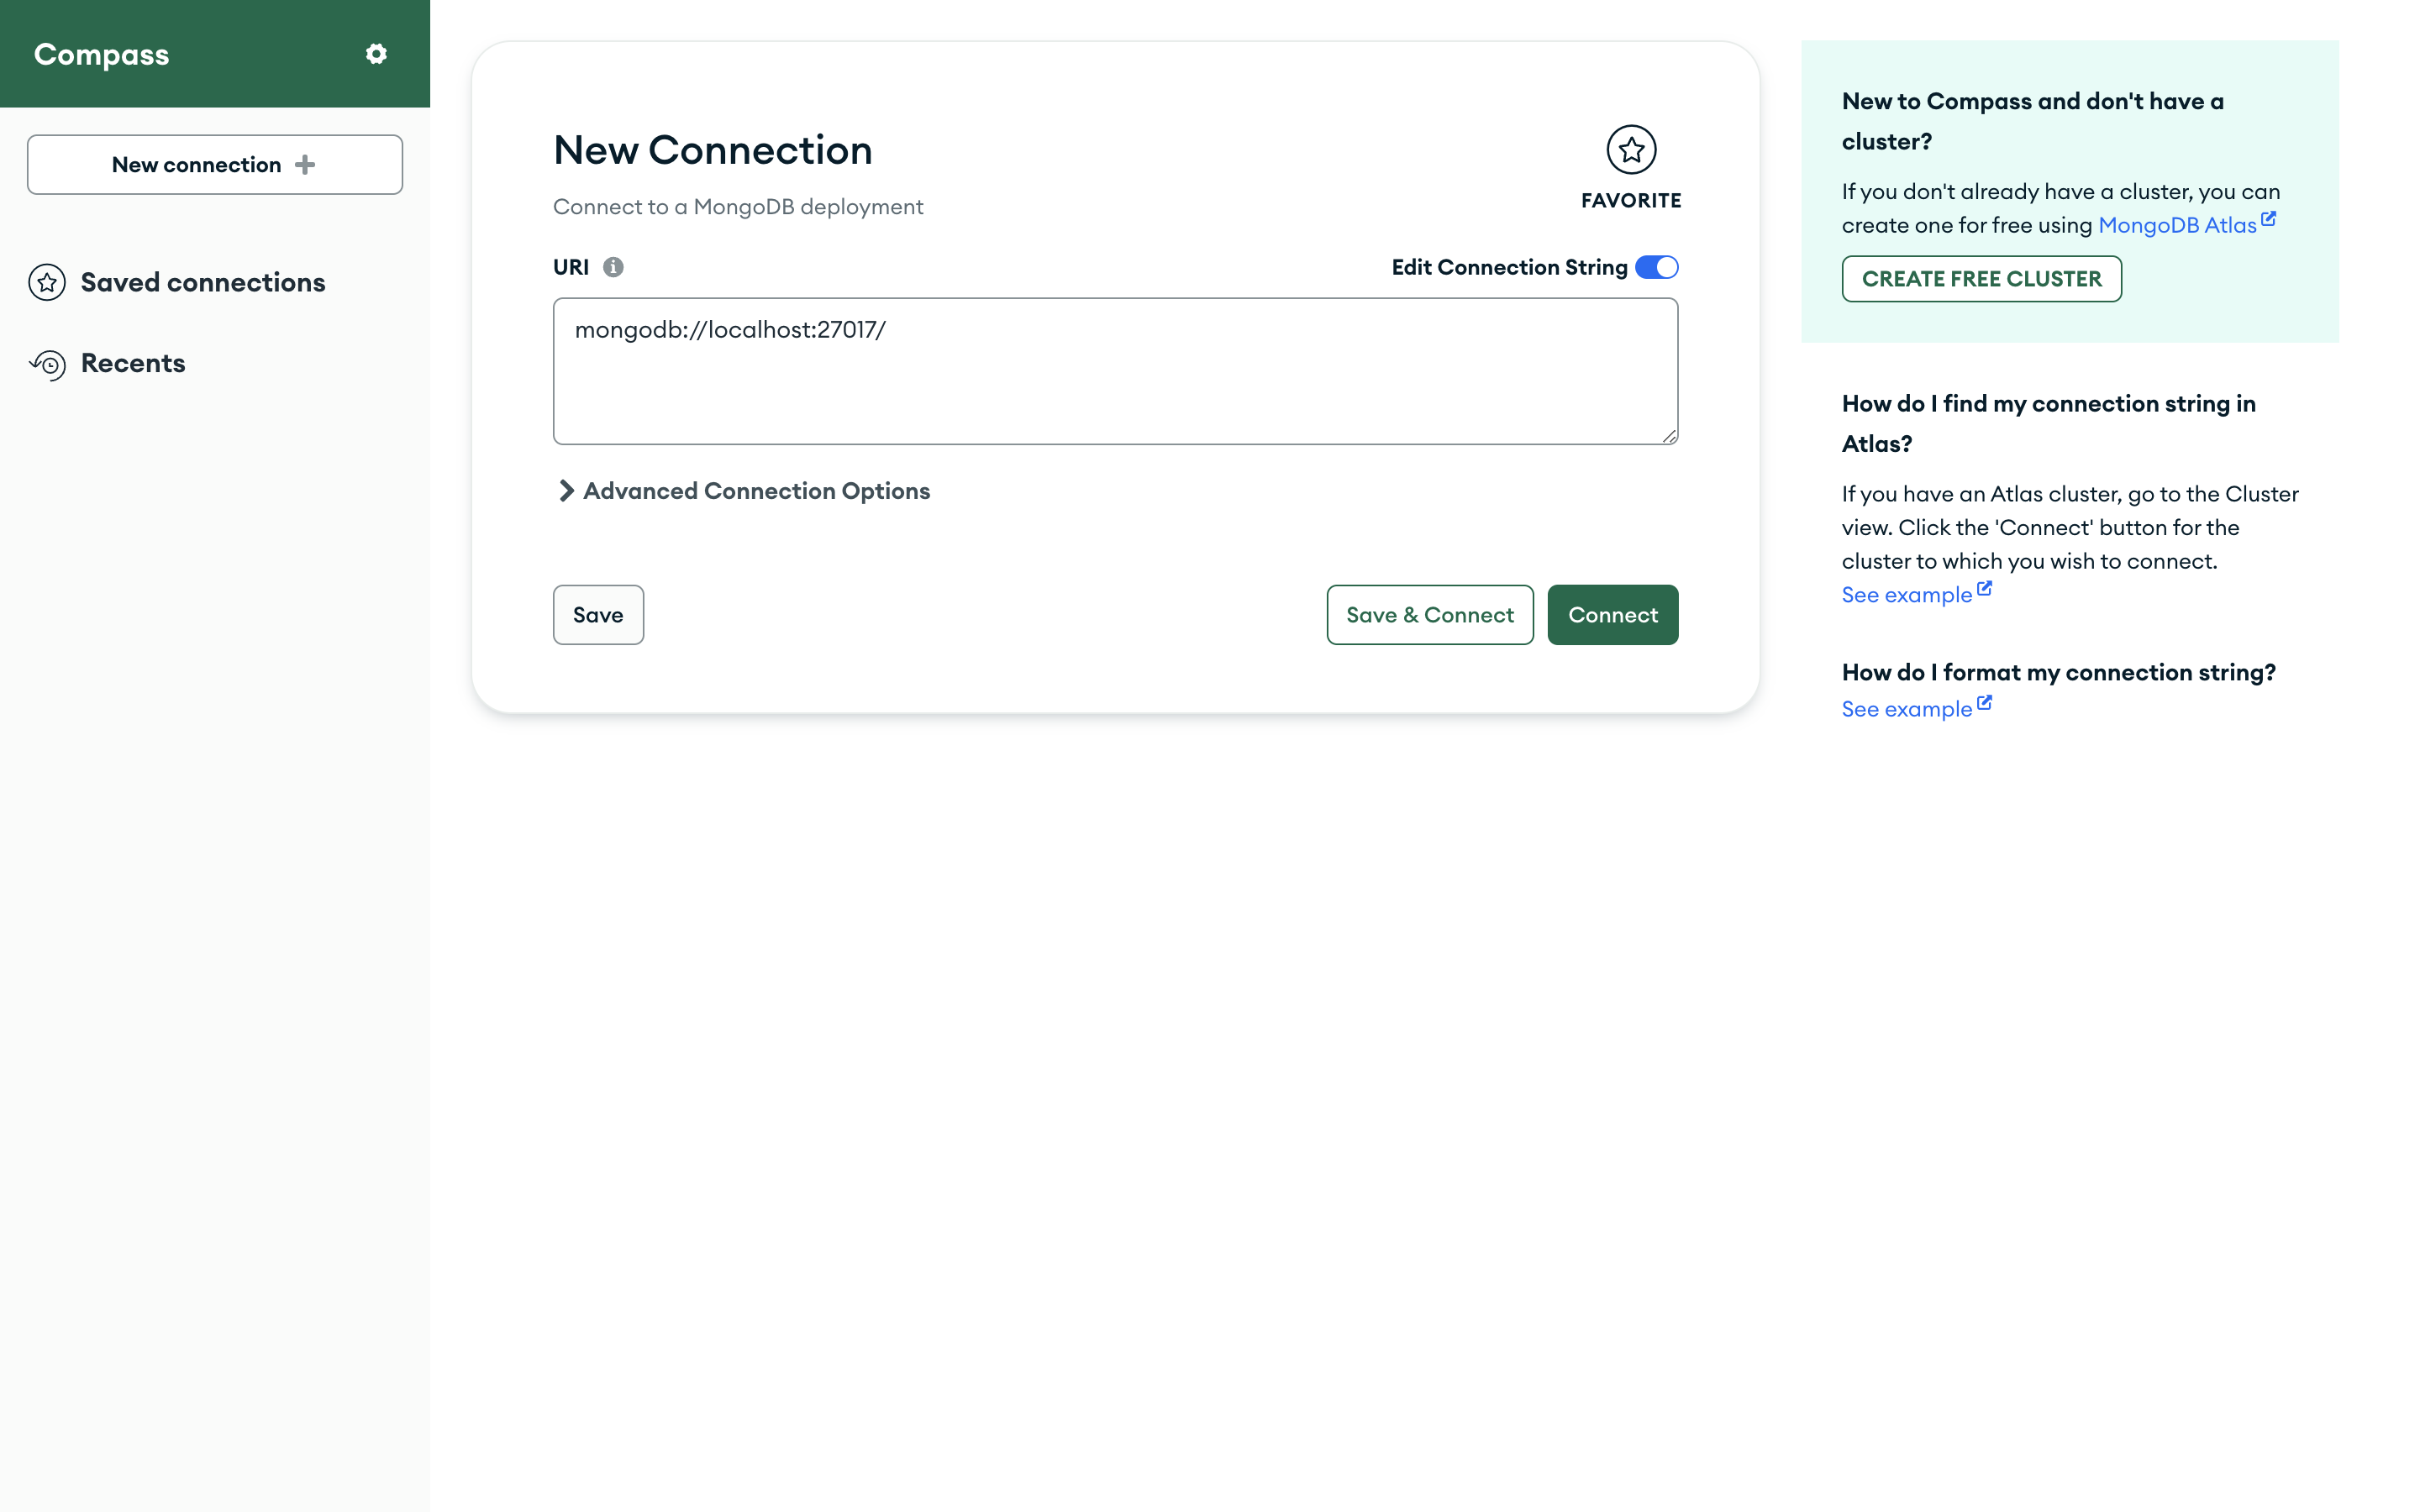 Compass
New connection
Saved connections
Recents
New Connection
Connect to a MongoDB deployment
FAVORITE
URI
Edit Connection String
mongodb://localhost:27017/
Advanced Connection Options
Save
Save & Connect
Connect
New to Compass and don't have a
cluster?
If you don't already have a cluster, you can
create one for free using MongoDB Atlas
CREATE FREE CLUSTER
How do I find my connection string in
Atlas?
If you have an Atlas cluster, go to the Cluster
view. Click the 'Connect' button for the
cluster to which you wish to connect.
See example
How do I format my connection string?
See example